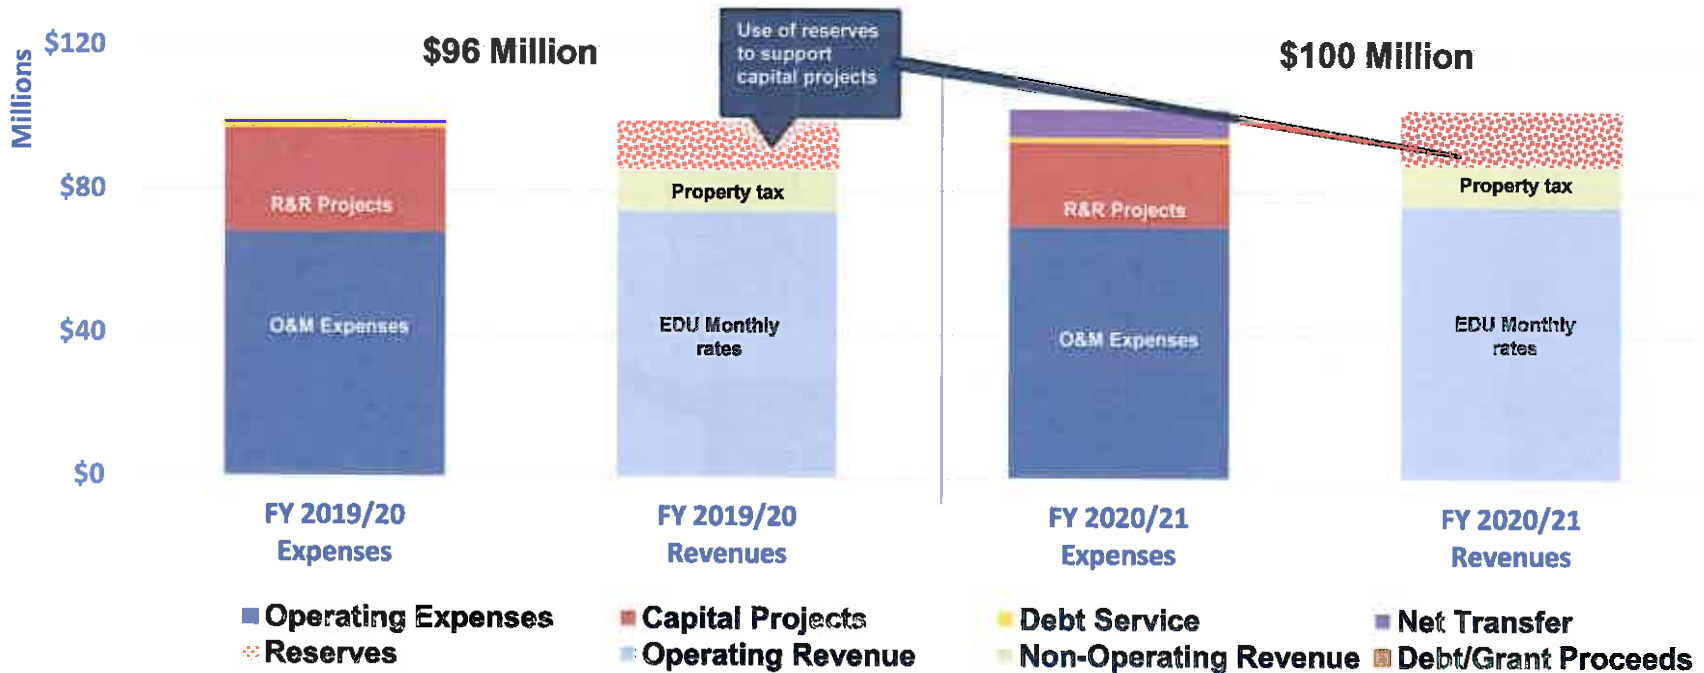 Millions
$120
$80
$40
$0
$96 Million
Use of reserves
to support
capital projects
$100 Million
R&R Projects
O&M Expenses
Property tax
EDU Monthly
rates
R&R Projects
O&M Expenses
Property tax
EDU Monthly
rates
FY 2019/20
Expenses
FY 2019/20
Revenues
FY 2020/21
Expenses
FY 2020/21
Revenues
Operating Expenses
Capital Projects
Debt Service
Net Transfer
Reserves
Operating Revenue
Non-Operating Revenue
Debt/Grant Proceeds